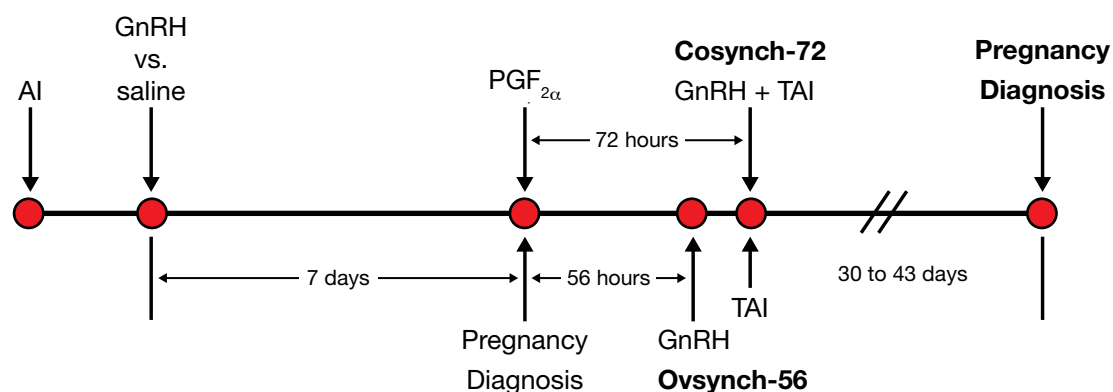 GnRH
vs.
saline
AI
PGF2α
Cosynch-72
GnRH + TAI
Pregnancy
Diagnosis
72 hours
7 days
56 hours
30 to 43 days
TAI
Pregnancy
Diagnosis
GnRH
Ovsynch-56